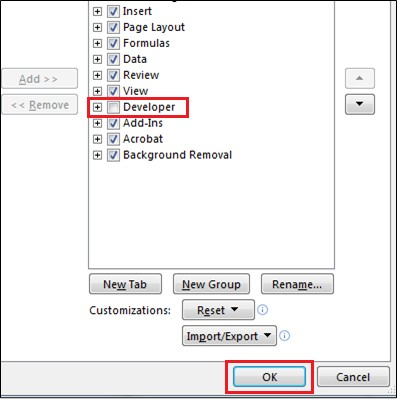 Insert
Page Layout
Formulas
Data
Review
View
Developer
Add-Ins
Acrobat
Background Removal
Add >>
<< Remove
New Tab
New Group
Rename...
Customizations:
Reset
Import/Export
OK
Cancel